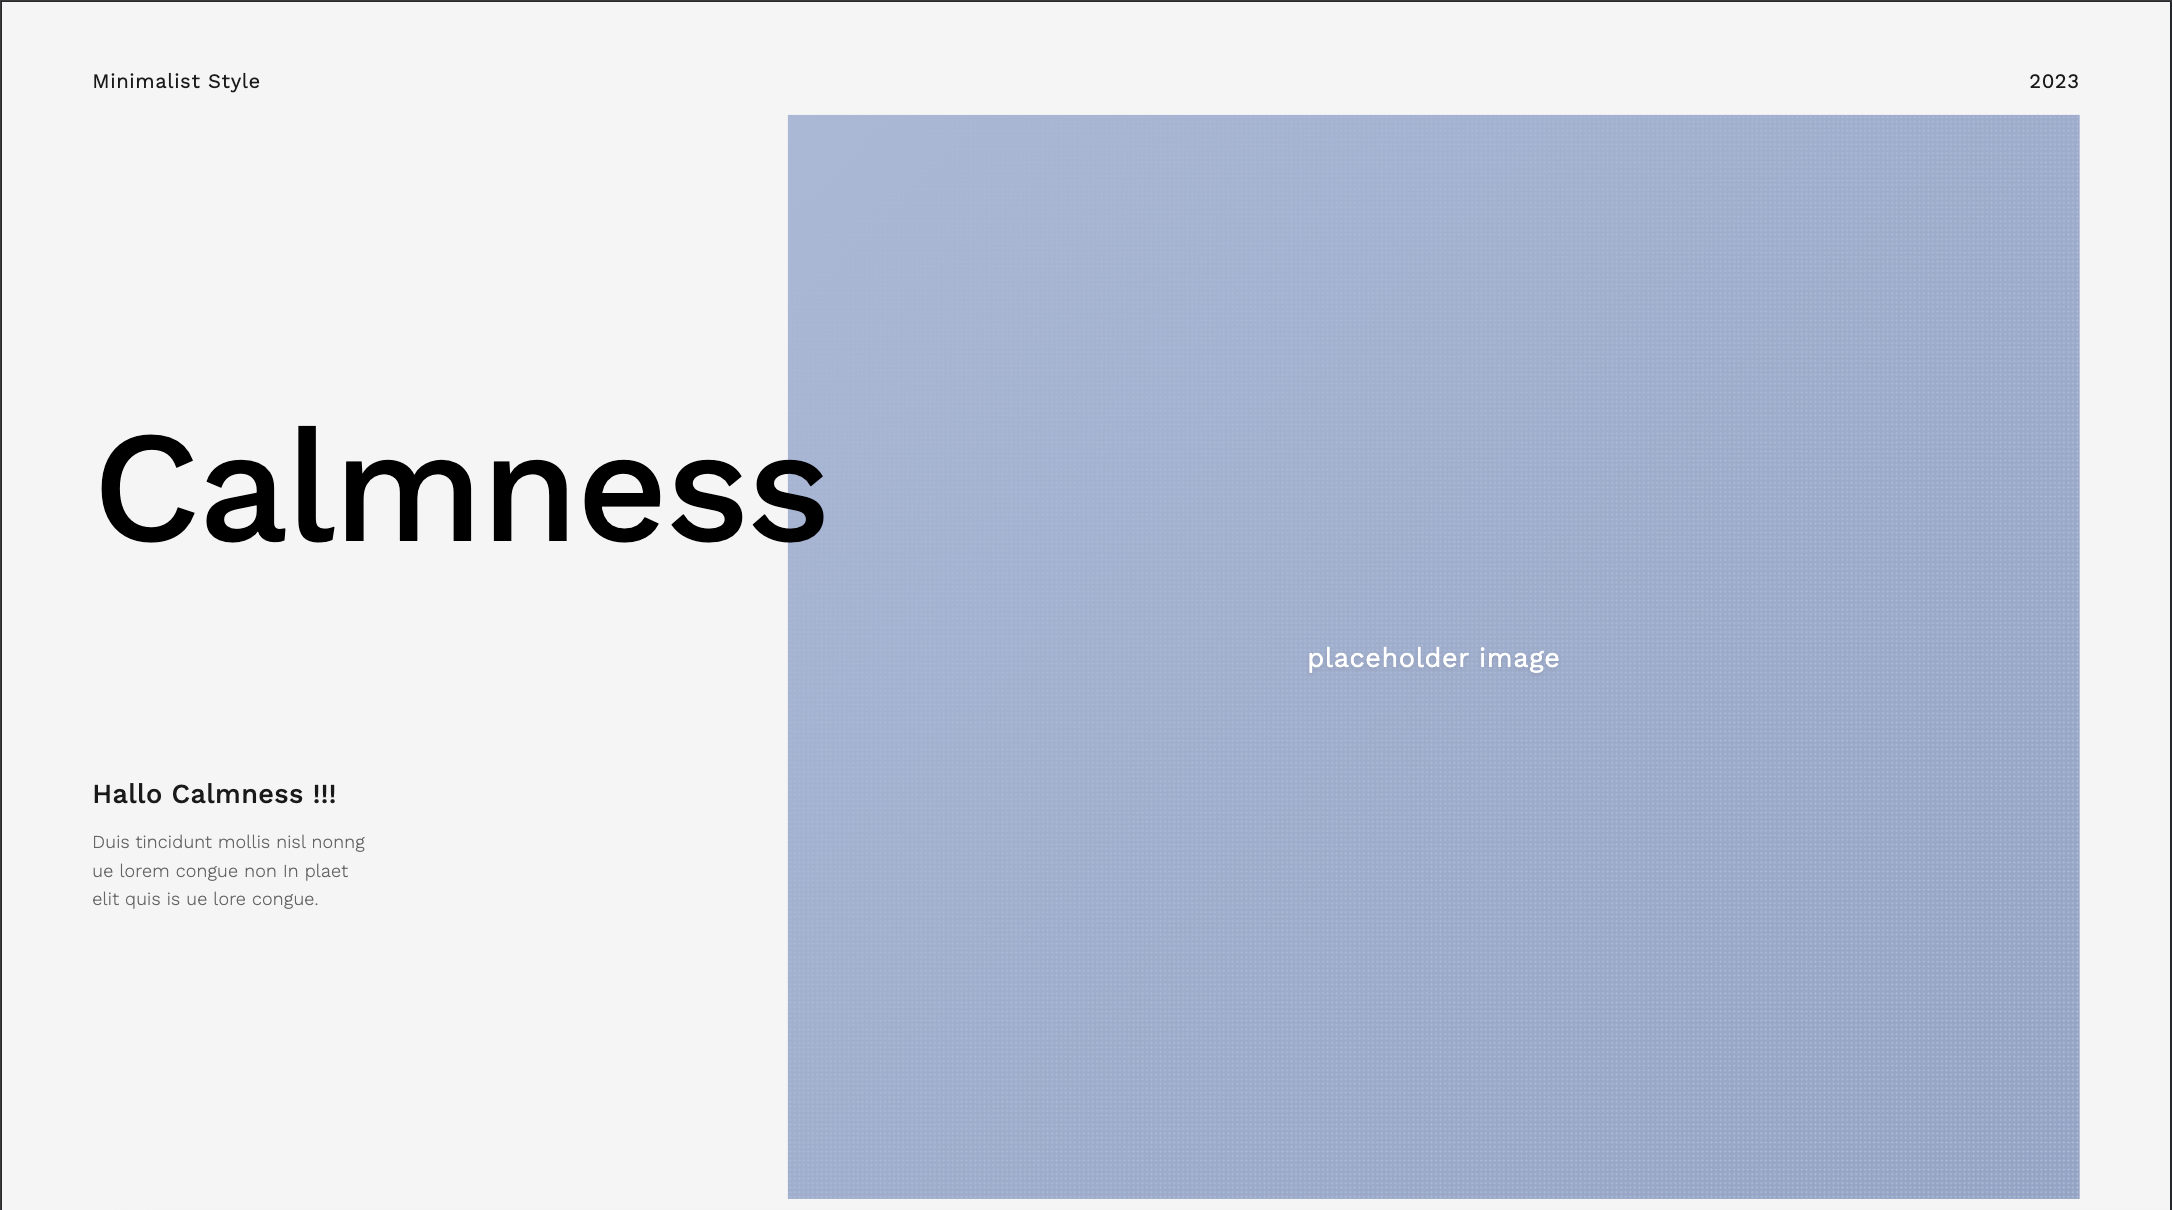 Minimalist Style
2023
Calmness
placeholder image
Hallo Calmness !!!
Duis tincidunt mollis nisl nonng
ue lorem congue non In plaet
elit quis is ue lore congue.